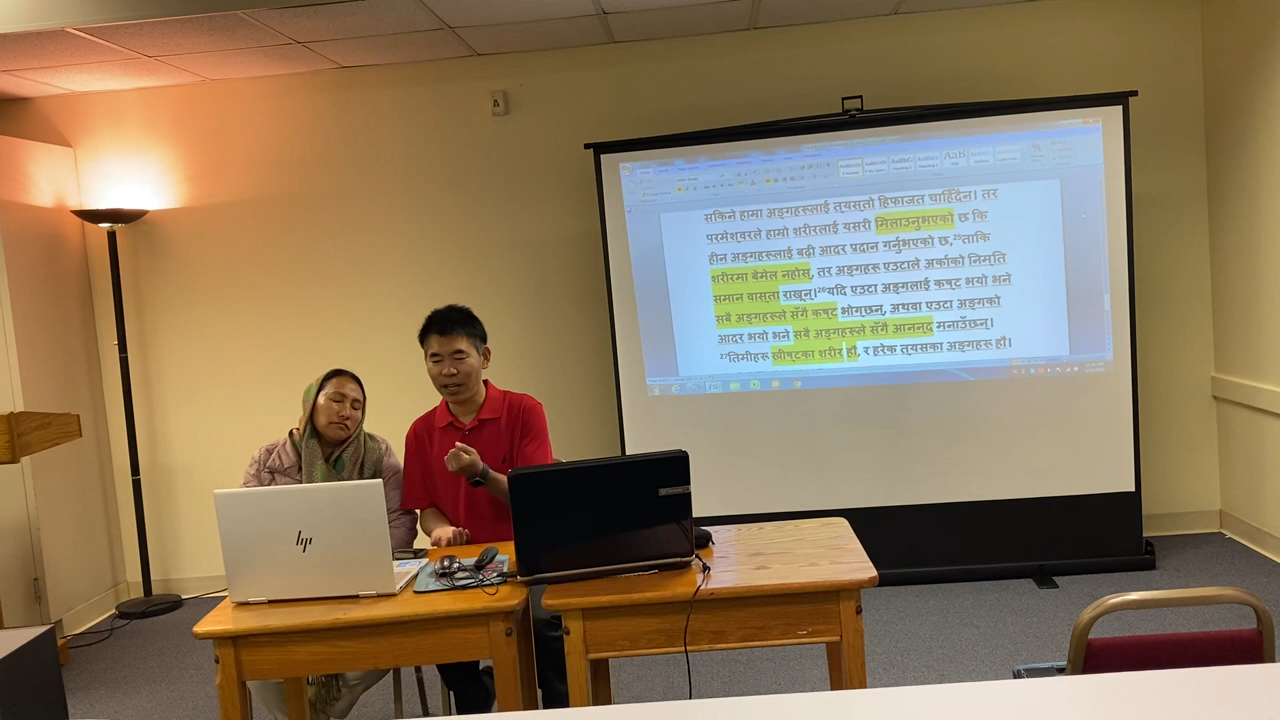 सकिने हामा अङ्गहरूलाई त्यस्तो हिफाजत चाहिँदैन। तर
परमेश्वरले हाम्रो शरीरलाई यसरी मिलाउनुभएको छ कि
हीन अङ्गहरूलाई बढी आदर प्रदान गर्नुभएको छ,²⁵ताकि
शरीरमा बेमेल नहोस्, तर अङ्गहरू एउटाले अर्काको निम्ति
समान वास्ता राखून्।²⁶यदि एउटा अङ्गलाई कष्ट भयो भने
सबै अङ्गहरूले सँगै कष्ट भोग्छन्, अथवा एउटा अङ्गको
आदर भयो भने सबै अङ्गहरूले सँगै आनन्द मनाउँछन्।
²⁷तिमीहरू ख्रीष्टका शरीर हौ, र हरेक त्यसका अङ्गहरू हौ।
hp